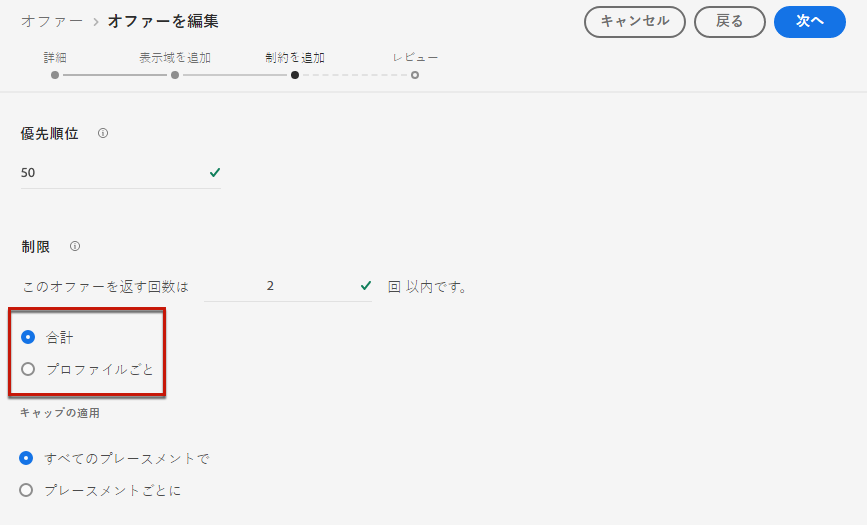 オファー > オファーを編集
キャンセル 戻る 次へ
詳細 表示域を追加 制約を追加 レビュー
優先順位
50
制限
このオファーを返す回数は 2 回 以内です。
合計
プロファイルごと
キャップの適用
すべてのプレースメントで
プレースメントごとに